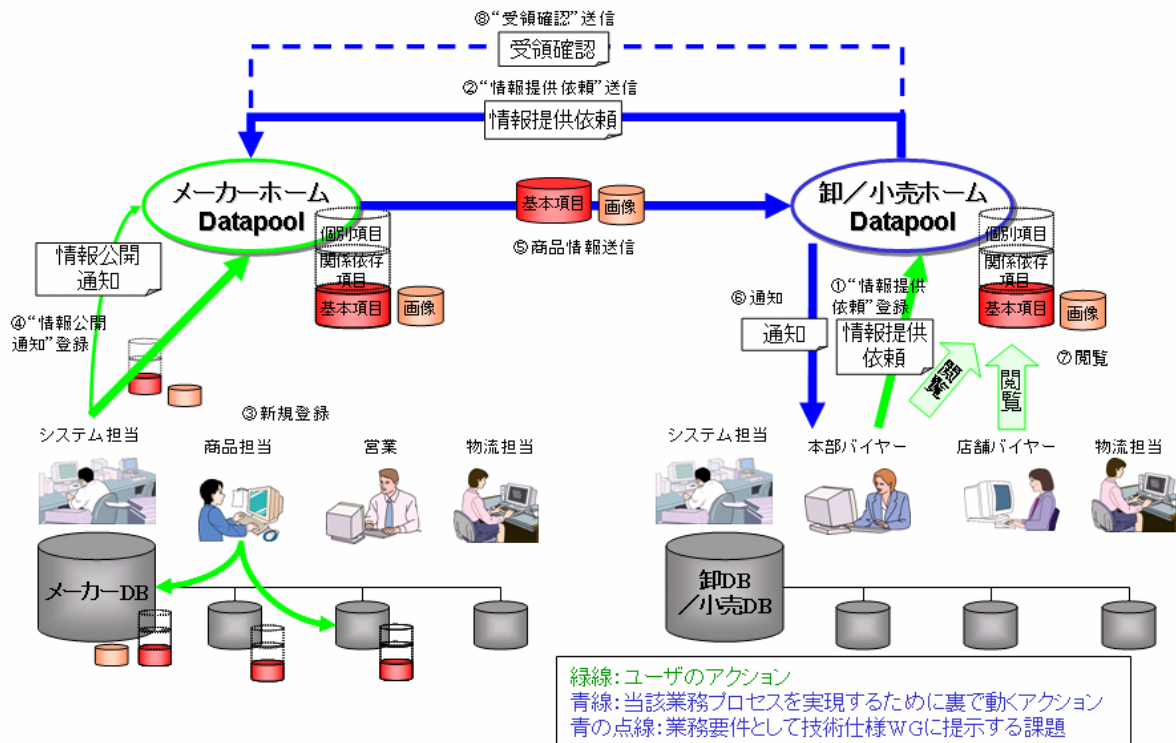 ⑧“受領確認”送信
受領確認
②“情報提供依頼”送信
情報提供依頼
メーカーホーム
Datapool
卸／小売ホーム
Datapool
基本項目
画像
⑤商品情報送信
個別項目
関係依存
項目
基本項目
画像
個別項目
関係依存
項目
基本項目
画像
情報公開
通知
④“情報公開
通知”登録
⑥通知
通知
①“情報提供
依頼”登録
情報提供
依頼
⑦閲覧
閲覧
閲覧
③新規登録
システム担当
商品担当
営業
物流担当
システム担当
本部バイヤー
店舗バイヤー
物流担当
メーカーDB
卸DB
／小売DB
緑線：ユーザのアクション
青線：当該業務プロセスを実現するために裏で動くアクション
青の点線：業務要件として技術仕様WGに提示する課題